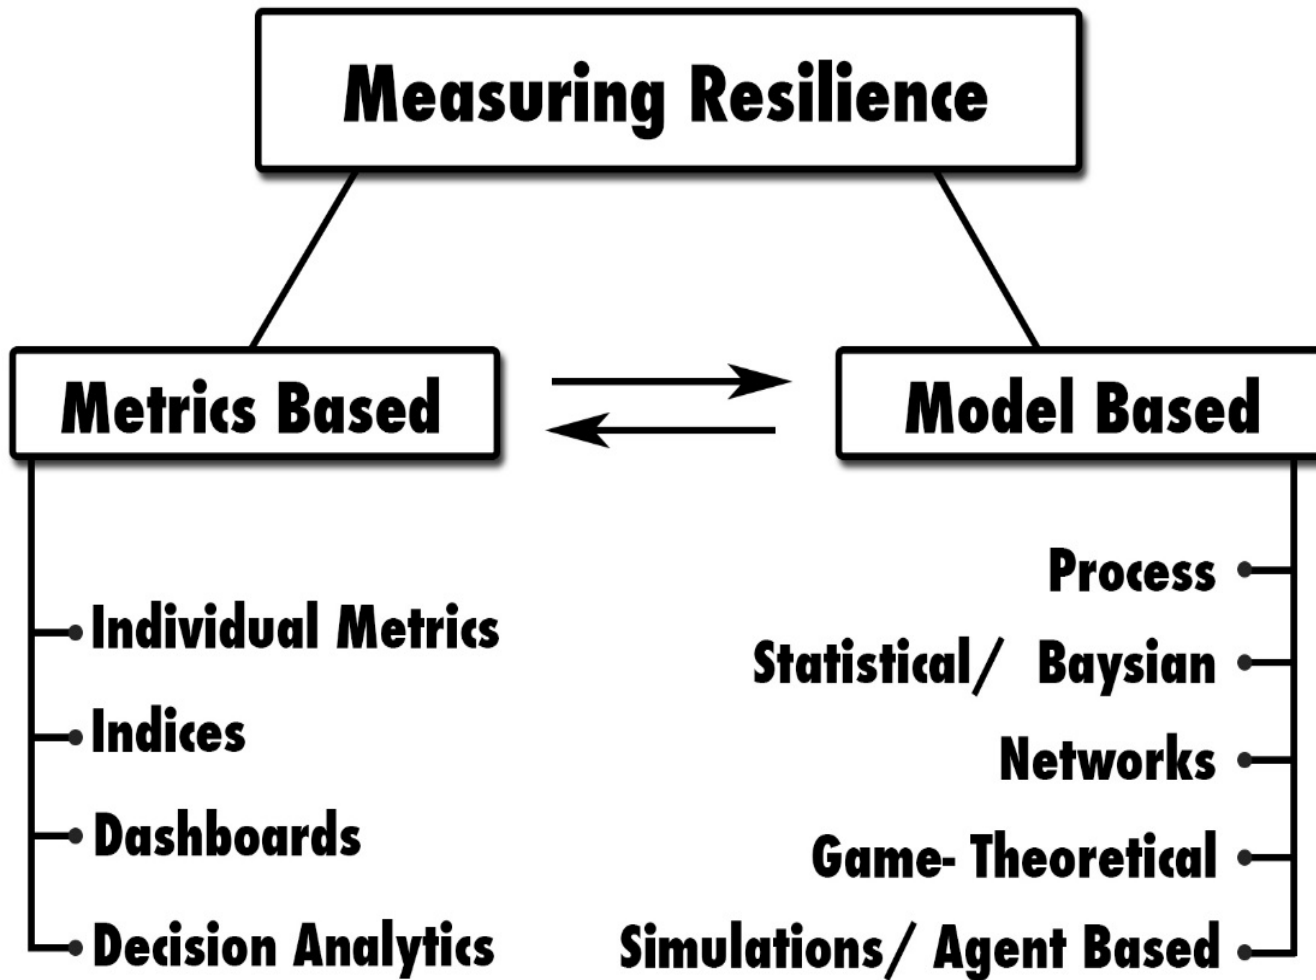 Measuring Resilience
Metrics Based
Model Based
Individual Metrics
Indices
Dashboards
Decision Analytics
Process
Statistical/ Baysian
Networks
Game- Theoretical
Simulations/ Agent Based